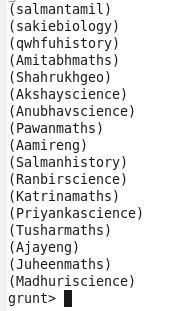 (salmantamil)
(sakiebiology)
(qwhfuhistory)
(Amitabhmaths)
(Shahrukhgeo)
(Akshayscience)
(Anubhavscience)
(Pawanmaths)
(Aamireng)
(Salmanhistory)
(Ranbirscience)
(Katrinamaths)
(Priyankascience)
(Tusharmaths)
(Ajayeng)
(Juheenmaths)
(Madhuriscience)
grunt>